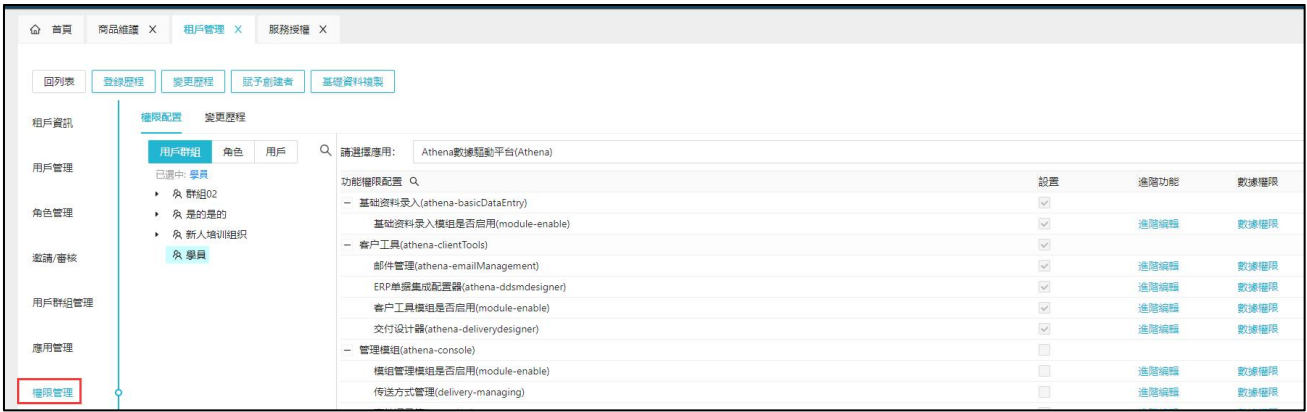 首頁 商品維護 X 租戶管理 X 服務授權 X
回列表 登錄歷程 變更歷程 賦予創建者 基礎資料複製
租戶資訊
用戶管理
角色管理
邀請/審核
用戶群組管理
應用管理
權限管理
權限配置 變更歷程
用戶群組 角色 用戶
已選中: 學員
群組02
是的是的
新人培训组织
學員
請選擇應用: Athena數據驅動平台(Athena)
功能權限配置 設置 進階功能 數據權限
基础资料录入(athena-basicDataEntry)
基础资料录入模组是否启用(module-enable) 進階編輯 數據權限
客户工具(athena-clientTools)
邮件管理(athena-emailManagement) 進階編輯 數據權限
ERP单据集成配置器(athena-ddsmdesigner) 進階編輯 數據權限
客户工具模组是否启用(module-enable) 進階編輯 數據權限
交付设计器(athena-deliverydesigner) 進階編輯 數據權限
管理模组(athena-console)
模组管理模组是否启用(module-enable) 進階編輯 數據權限
传送方式管理(delivery-managing) 進階編輯 數據權限